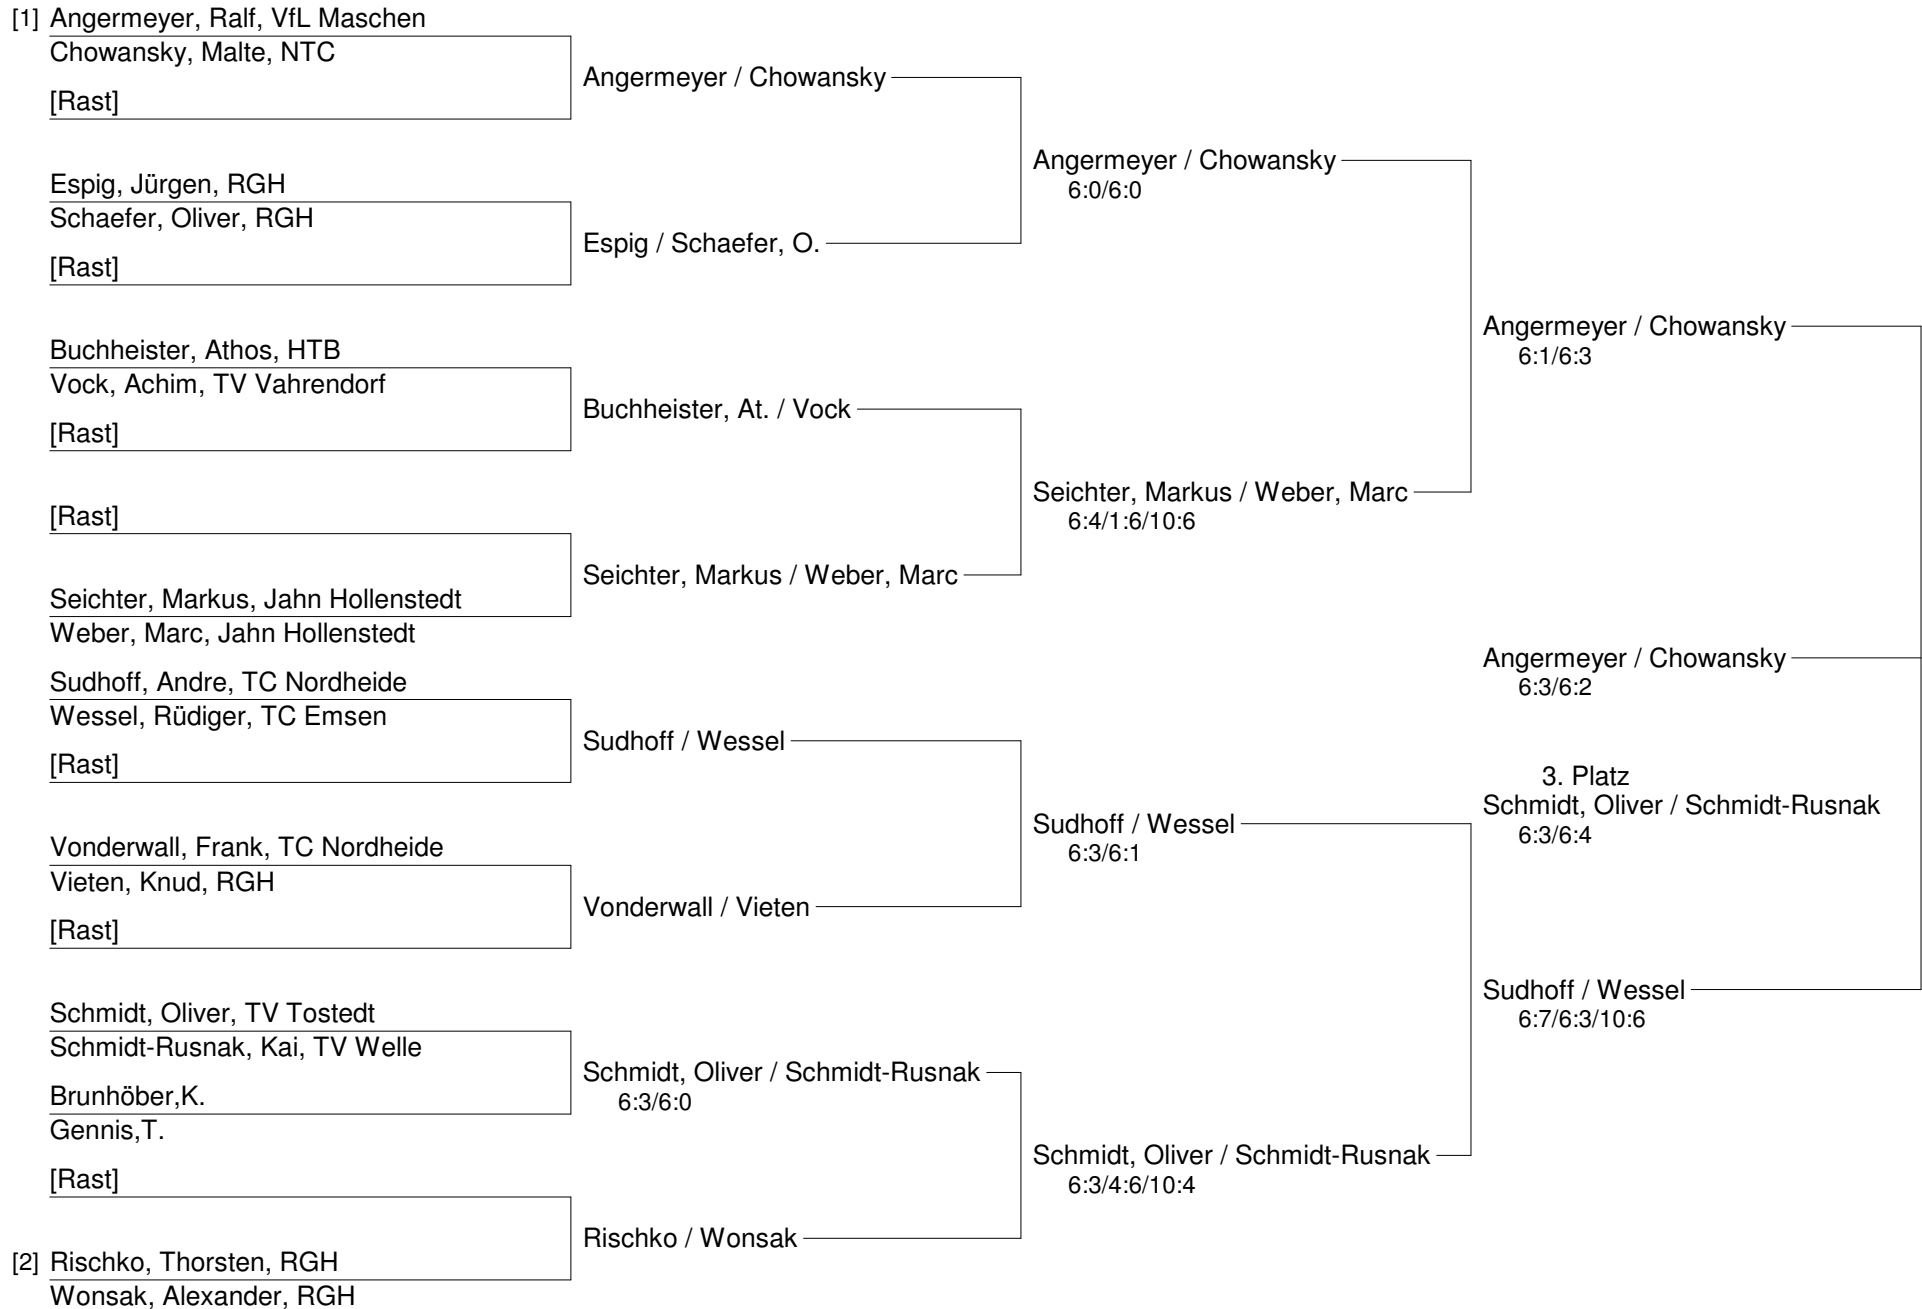 [1] Angermeyer, Ralf, VfL Maschen
Chowansky, Malte, NTC
[Rast]
Espig, Jürgen, RGH
Schaefer, Oliver, RGH
[Rast]
Buchheister, Athos, HTB
Vock, Achim, TV Vahrendorf
[Rast]
[Rast]
Seichter, Markus, Jahn Hollenstedt
Weber, Marc, Jahn Hollenstedt
Sudhoff, Andre, TC Nordheide
Wessel, Rüdiger, TC Emsen
[Rast]
Vonderwall, Frank, TC Nordheide
Vieten, Knud, RGH
[Rast]
Schmidt, Oliver, TV Tostedt
Schmidt-Rusnak, Kai, TV Welle
Brunhöber,K.
Gennis,T.
[Rast]
[2] Rischko, Thorsten, RGH
Wonsak, Alexander, RGH
Angermeyer / Chowansky
Espig / Schaefer, O.
Buchheister, At. / Vock
Seichter, Markus / Weber, Marc
Sudhoff / Wessel
Vonderwall / Vieten
Schmidt, Oliver / Schmidt-Rusnak
6:3/6:0
Rischko / Wonsak
Angermeyer / Chowansky
6:0/6:0
Seichter, Markus / Weber, Marc
6:4/1:6/10:6
Sudhoff / Wessel
6:3/6:1
Schmidt, Oliver / Schmidt-Rusnak
6:3/4:6/10:4
Angermeyer / Chowansky
6:1/6:3
Angermeyer / Chowansky
6:3/6:2
3. Platz
Schmidt, Oliver / Schmidt-Rusnak
6:3/6:4
Sudhoff / Wessel
6:7/6:3/10:6